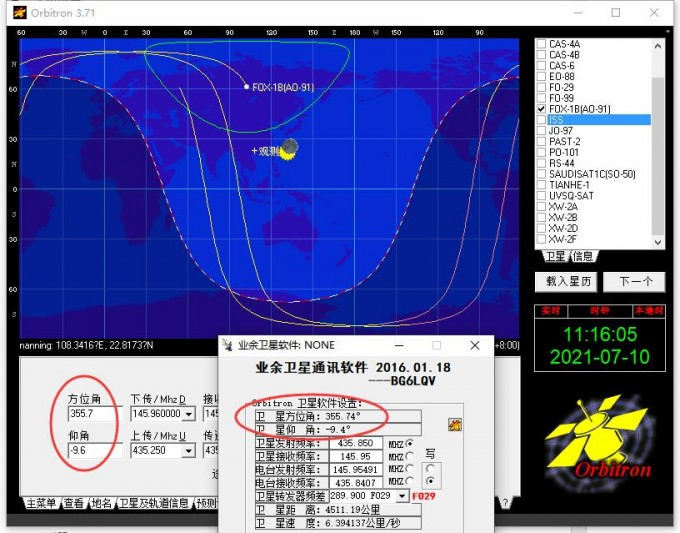 Orbitron 3.71
60 W 30 0 E 30 60 90 120 150 180 W 150 120 90
N
60
30
N
0
S
30
60
FOX-1B(AO-91)
+观测
nanning: 108.3416?E, 22.8173?N
+8:00)
CAS-4A
CAS-4B
CAS-6
EO-88
FO-29
FO-99
FOX-1B(AO-91)
ISS
JO-97
PAST-2
PO-101
RS-44
SAUDISAT1C(SO-50)
TIANHE-1
UVSQ-SAT
XW-2A
XW-2B
XW-2D
XW-2F
卫星 信息
载入星历 下一个
实时 时钟 本地时
11:16:05
2021-07-10
Orbitron
方位角 下传/Mhz D 接收
355.7 145.960000 145
仰角 上传/Mhz U
-9.6 435.250 435
主菜单 查看 地名 卫星及轨道信息 预测
?
业余卫星软件: NONE
业余卫星通讯软件 2016.01.18
---BG6LQV
Orbitron 卫星软件设置:
卫 星方位角: 355.74°
卫 星仰 角: -9.4°
卫星发射频率: 435.850 MHZ 写
卫星接收频率: 145.95 MHZ
电台发射频率: 145.95491 MHZ
电台接收频率: 435.8407 MHZ
卫星转发器频差 289.900 FO29 FO29
卫 星 距 离: 4511.19公里
卫 星 速 度: 6.394137公里/秒